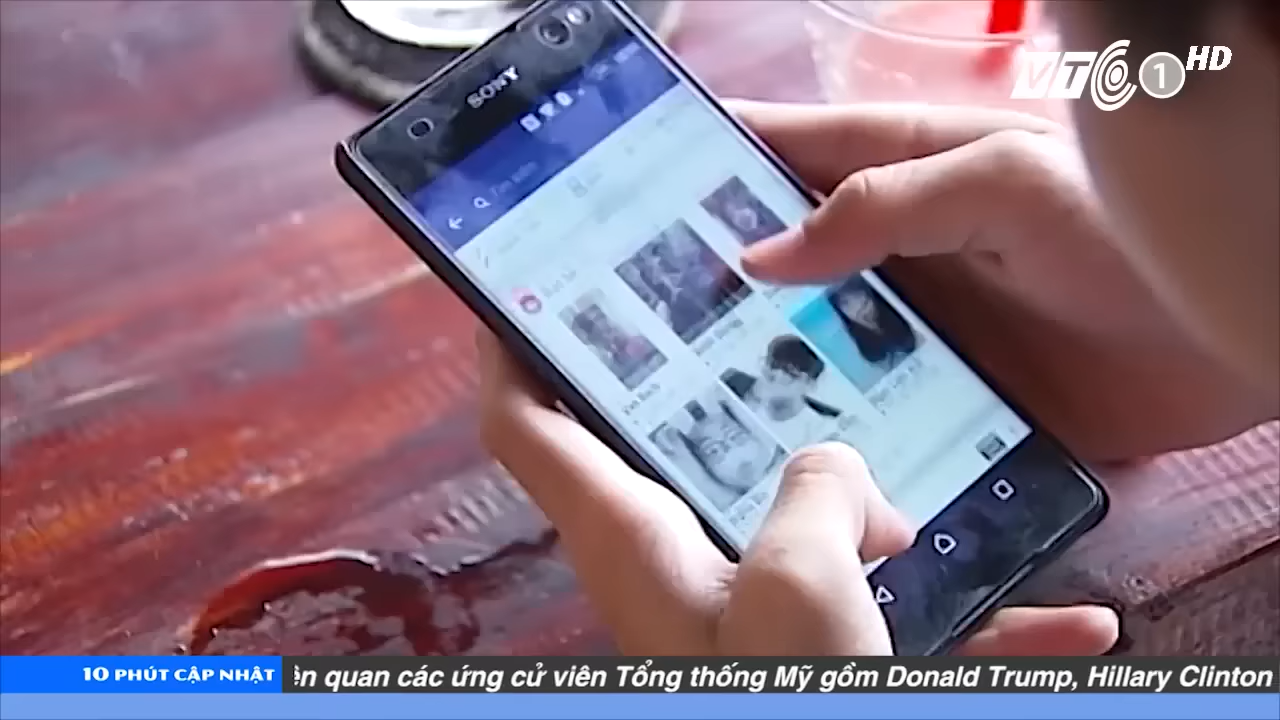 VTC1 HD
SONY
10 PHÚT CẬP NHẬT
ện quan các ứng cử viên Tổng thống Mỹ gồm Donald Trump, Hillary Clinton